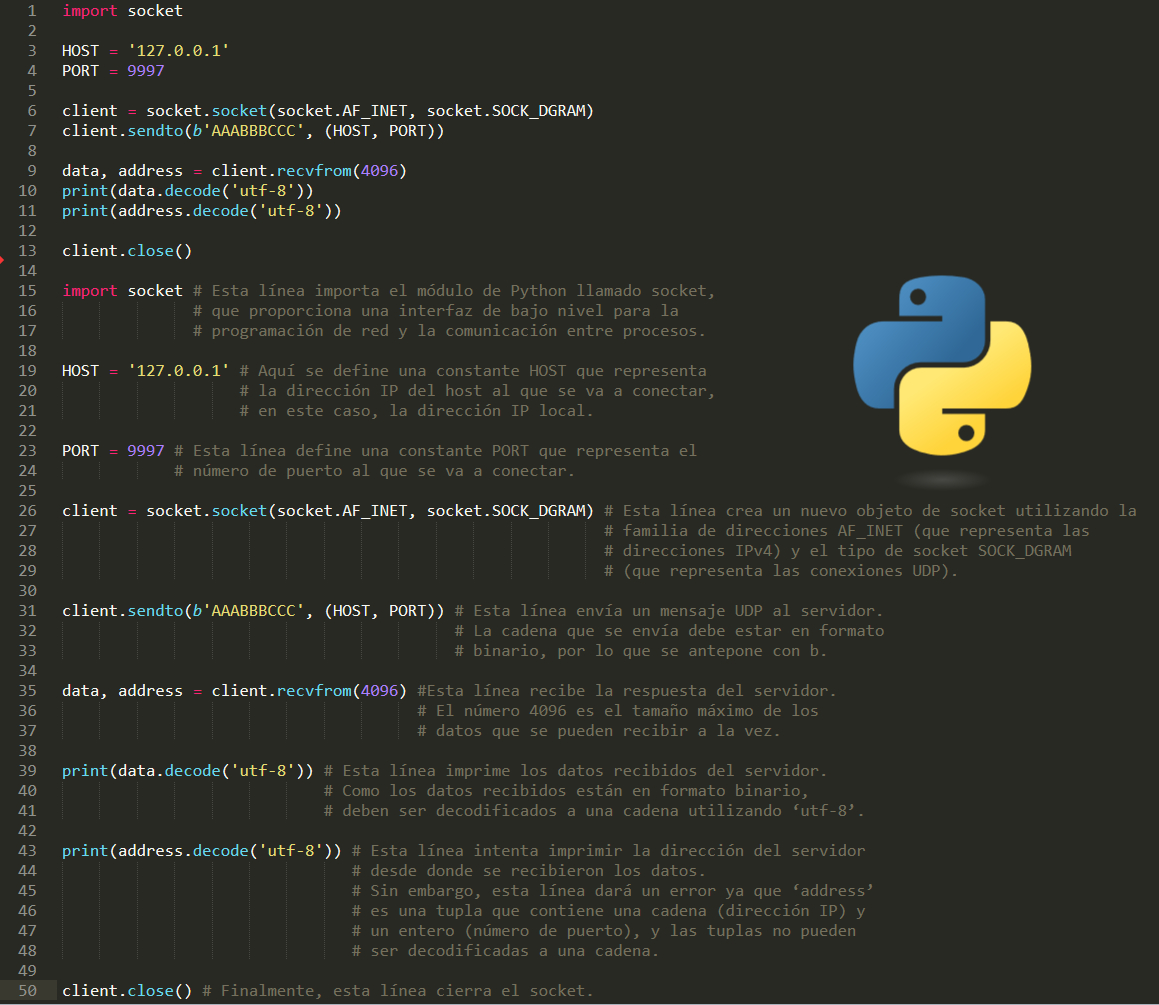 1 import socket
2
3 HOST = '127.0.0.1'
4 PORT = 9997
5
6 client = socket.socket(socket.AF_INET, socket.SOCK_DGRAM)
7 client.sendto(b'AAABBBCCC', (HOST, PORT))
8
9 data, address = client.recvfrom(4096)
10 print(data.decode('utf-8'))
11 print(address.decode('utf-8'))
12
13 client.close()
14
15 import socket # Esta línea importa el módulo de Python llamado socket,
16 # que proporciona una interfaz de bajo nivel para la
17 # programación de red y la comunicación entre procesos.
18
19 HOST = '127.0.0.1' # Aquí se define una constante HOST que representa
20 # la dirección IP del host al que se va a conectar,
21 # en este caso, la dirección IP local.
22
23 PORT = 9997 # Esta línea define una constante PORT que representa el
24 # número de puerto al que se va a conectar.
25
26 client = socket.socket(socket.AF_INET, socket.SOCK_DGRAM) # Esta línea crea un nuevo objeto de socket utilizando la
27 # familia de direcciones AF_INET (que representa las
28 # direcciones IPv4) y el tipo de socket SOCK_DGRAM
29 # (que representa las conexiones UDP).
30
31 client.sendto(b'AAABBBCCC', (HOST, PORT)) # Esta línea envía un mensaje UDP al servidor.
32 # La cadena que se envía debe estar en formato
33 # binario, por lo que se antepone con b.
34
35 data, address = client.recvfrom(4096) #Esta línea recibe la respuesta del servidor.
36 # El número 4096 es el tamaño máximo de los
37 # datos que se pueden recibir a la vez.
38
39 print(data.decode('utf-8')) # Esta línea imprime los datos recibidos del servidor.
40 # Como los datos recibidos están en formato binario,
41 # deben ser decodificados a una cadena utilizando ‘utf-8’.
42
43 print(address.decode('utf-8')) # Esta línea intenta imprimir la dirección del servidor
44 # desde donde se recibieron los datos.
45 # Sin embargo, esta línea dará un error ya que ‘address’
46 # es una tupla que contiene una cadena (dirección IP) y
47 # un entero (número de puerto), y las tuplas no pueden
48 # ser decodificadas a una cadena.
49
50 client.close() # Finalmente, esta línea cierra el socket.